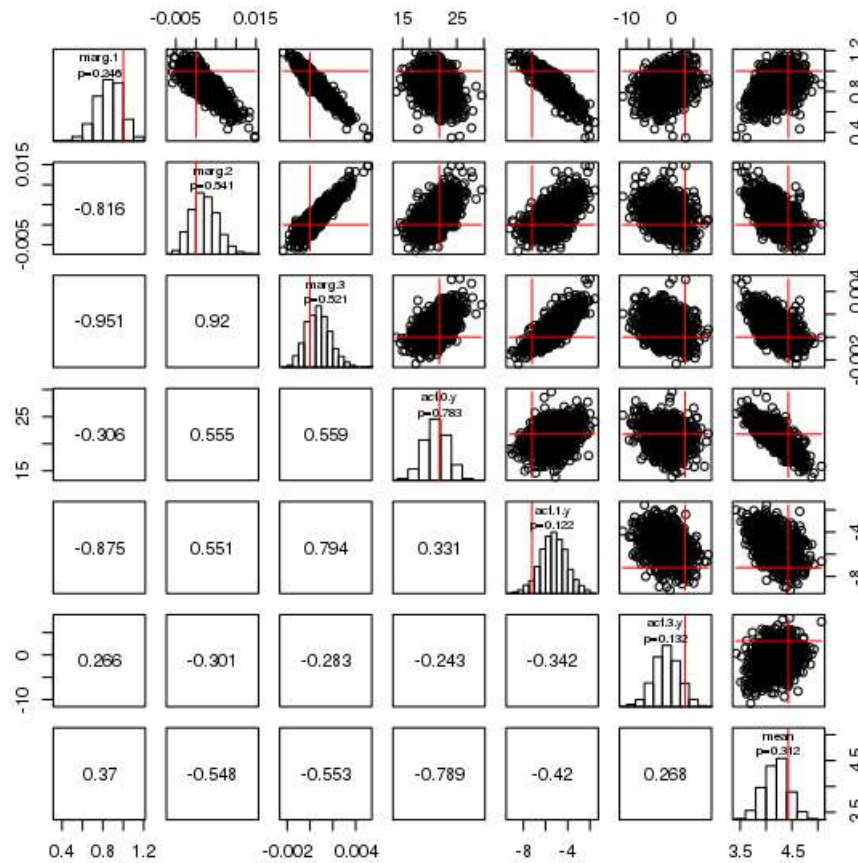 -0.005 0.015 15 25 -10 0
marg.1
p=0.246
0.4 0.8 1.2
-0.005 0.015
-0.816
marg.2
p=0.541
-0.951 0.92
marg.3
p=0.521
-0.002 0.004
15 25
-0.306 0.555 0.559
acf.0.y
p=0.783
-0.875 0.551 0.794 0.331
acf.1.y
p=0.122
-8 -4
-10 0
0.266 -0.301 -0.283 -0.243 -0.342
acf.3.y
p=0.132
0.37 -0.548 -0.553 -0.789 -0.42 0.268
mean
p=0.312
3.5 4.5
0.4 0.8 1.2 -0.002 0.004 -8 -4 3.5 4.5